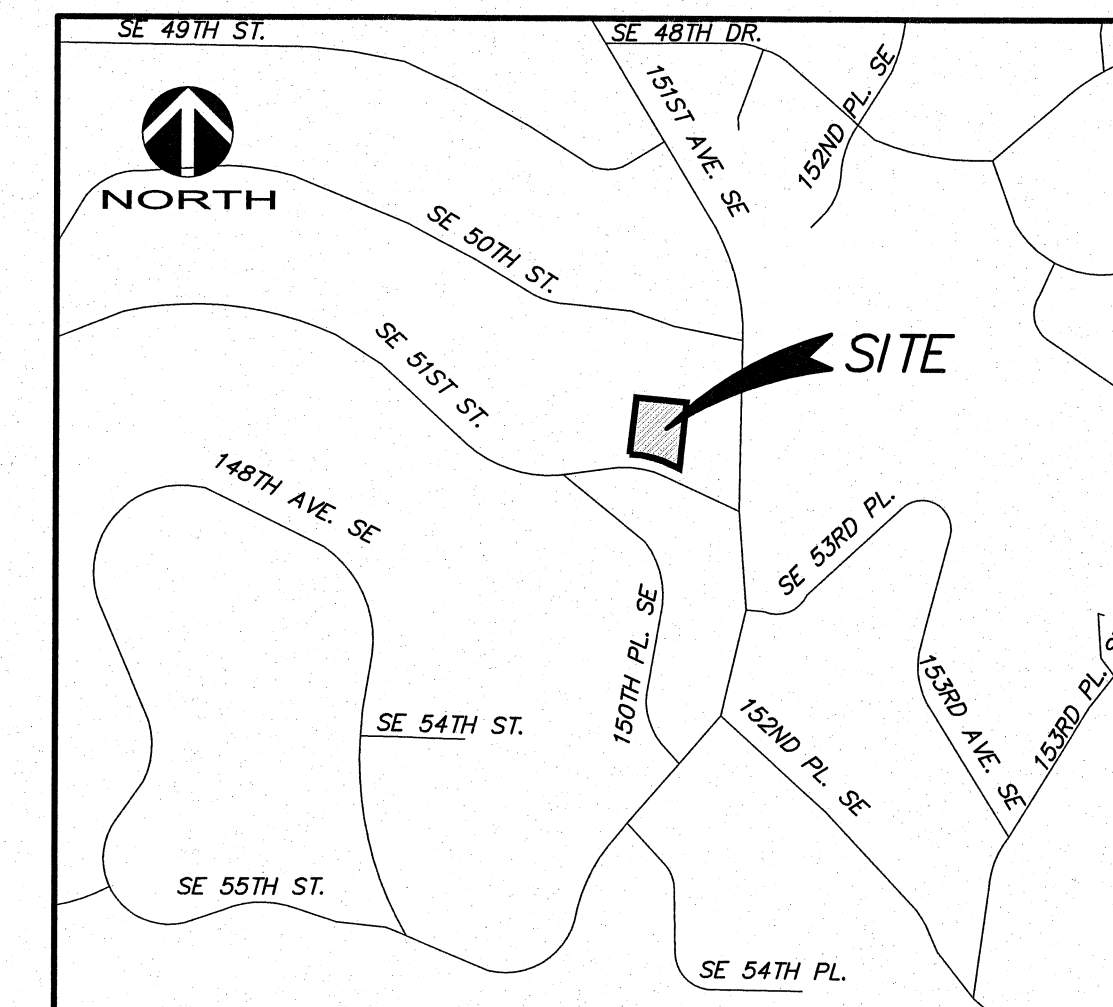 SE 49TH ST.
SE 48TH DR.
151ST AVE. SE
152ND PL. SE
NORTH
SE 50TH ST.
SE 51ST ST.
SITE
148TH AVE. SE
SE 53RD PL.
150TH PL. SE
153RD AVE. SE
153RD PL.
SE 54TH ST.
152ND PL. SE
SE 55TH ST.
SE 54TH PL.